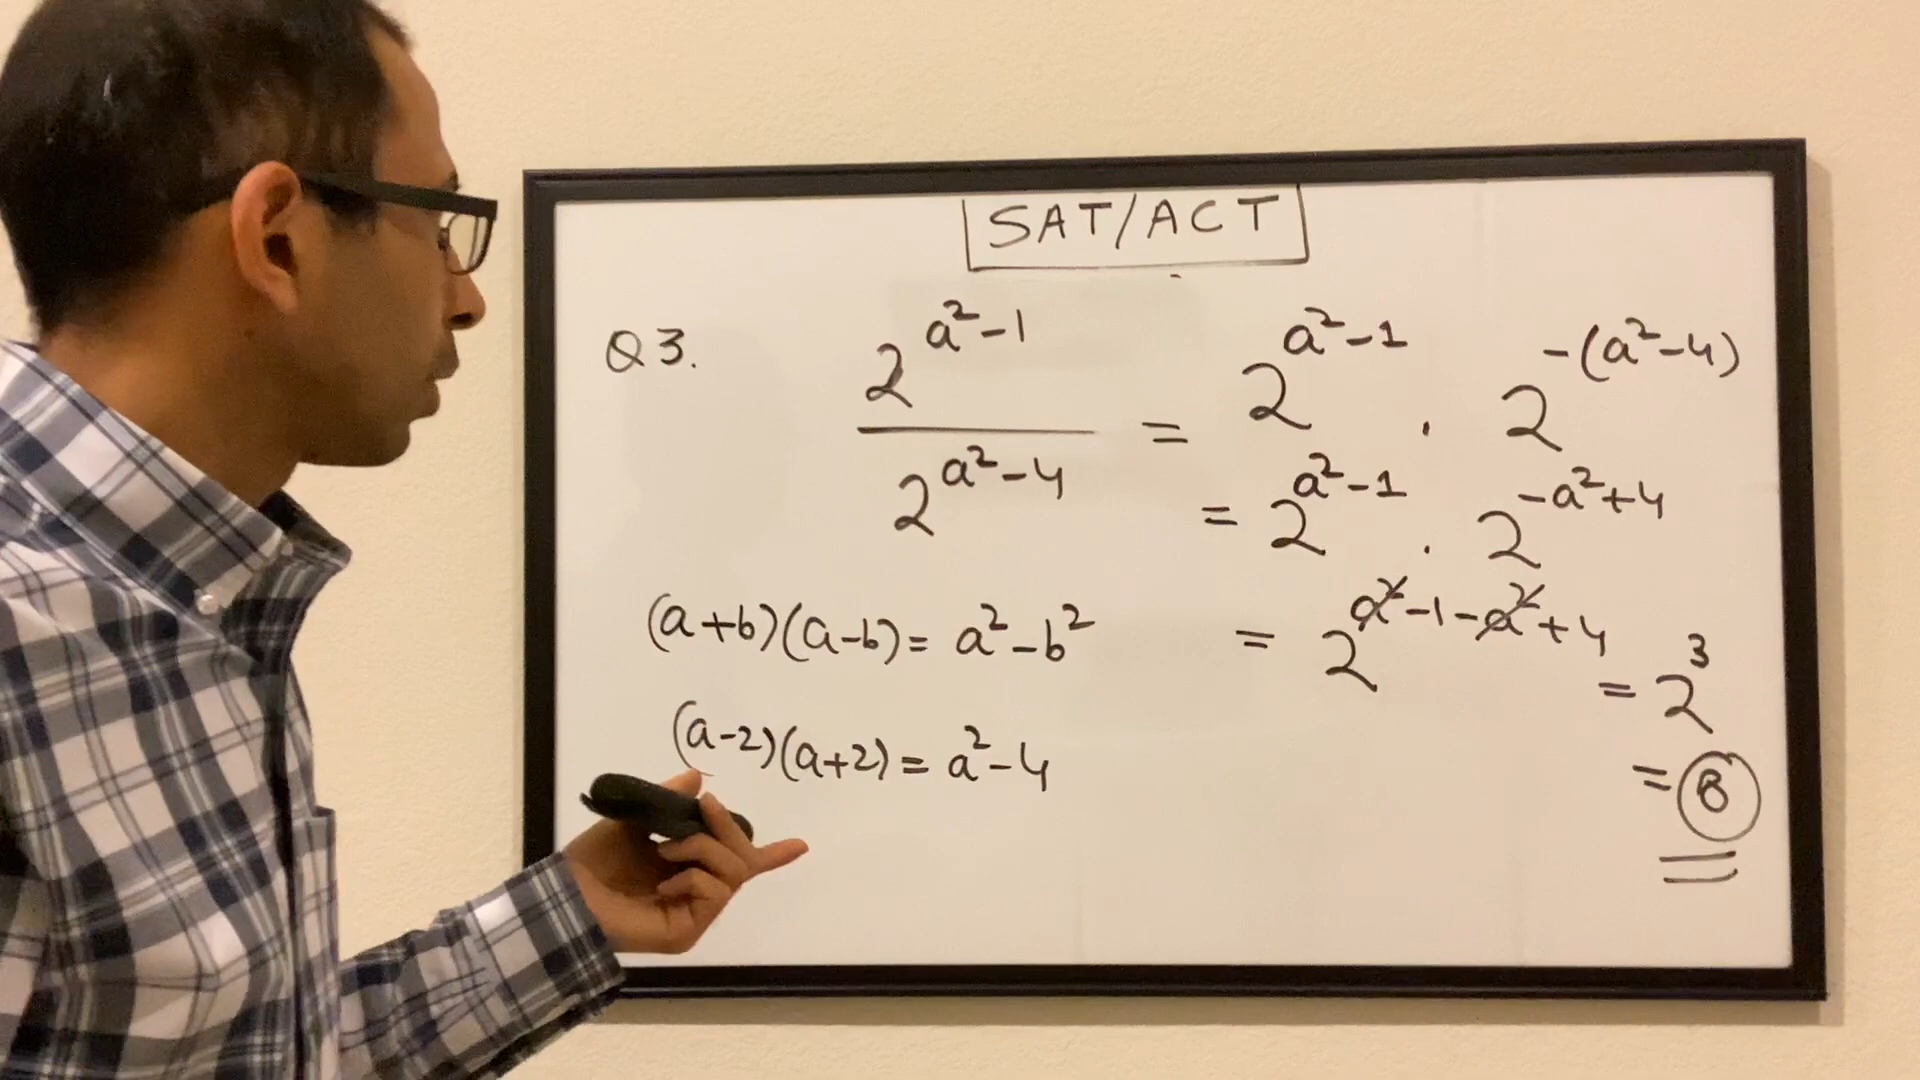 SAT/ACT
Q3. 2^(a²-1) / 2^(a²-4) = 2^(a²-1) · 2^(-(a²-4))
= 2^(a²-1) · 2^(-a²+4)
(a+b)(a-b) = a²-b²
= 2^(a²-1-a²+4)
= 2³
(a-2)(a+2) = a²-4
= 8